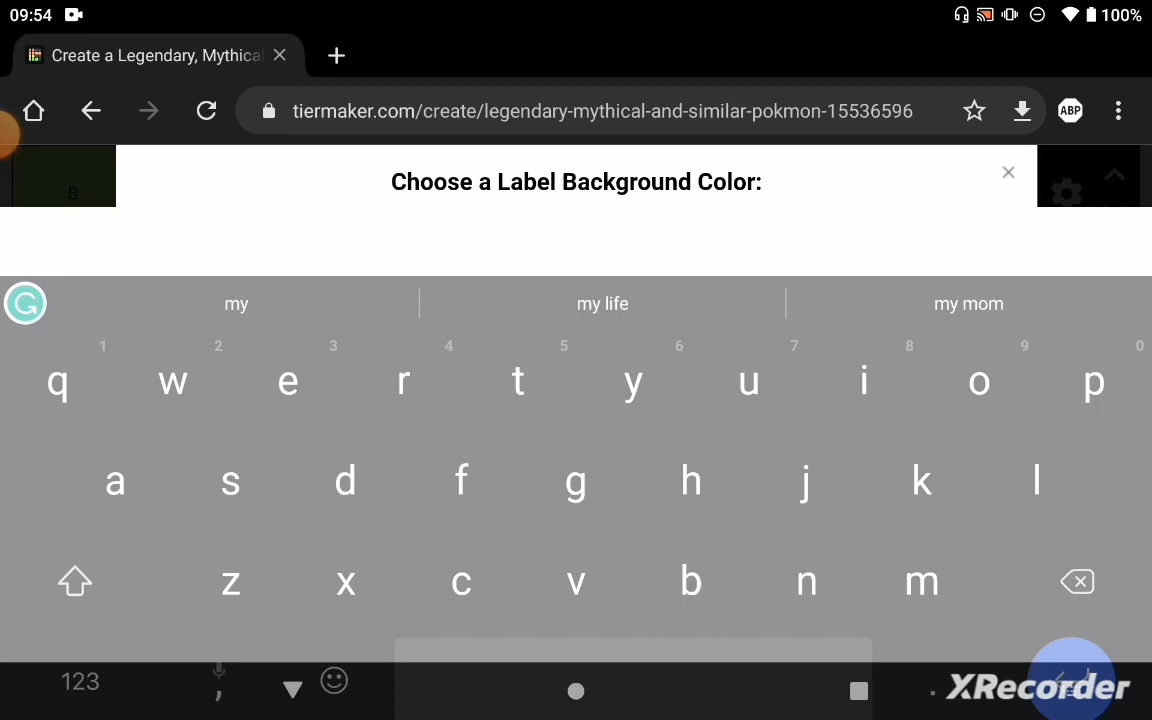 09:54
100%
Create a Legendary, Mythica
tiermaker.com/create/legendary-mythical-and-similar-pokmon-15536596
ABP
B
Choose a Label Background Color:
my
my life
my mom
1 2 3 4 5 6 7 8 9 0
q w e r t y u i o p
a s d f g h j k l
z x c v b n m
123 ,
XRecorder